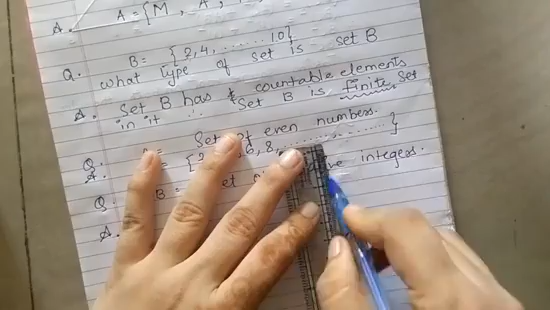 A. A = {M, A,
Q. B = {2,4, ....... 10}
what type of set is set B
A. Set B has countable elements
in it. Set B is finite set
Q. Set of even numbers.
A. = { 6, 8, ..............}
Q. B = et integers.
A.